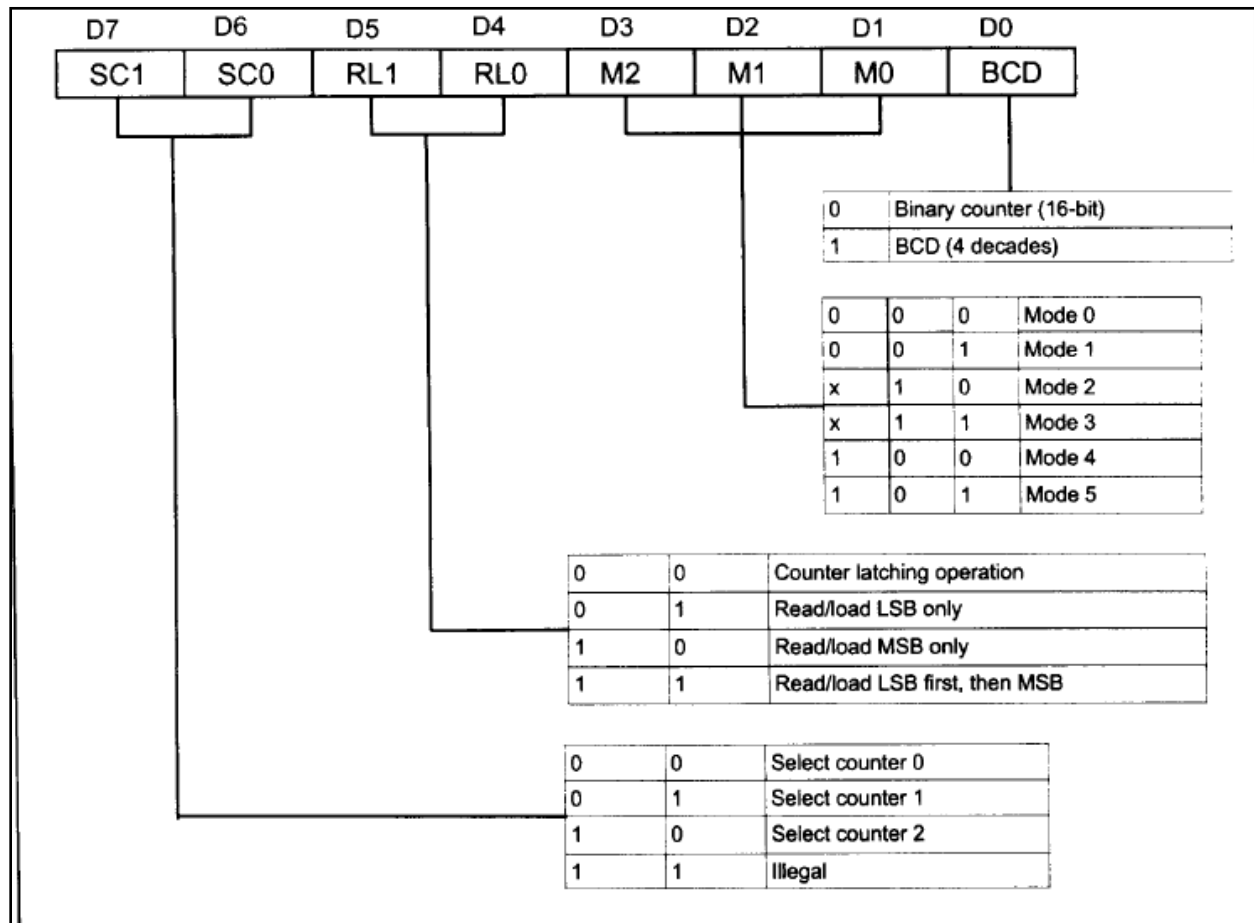 D7 D6 D5 D4 D3 D2 D1 D0
SC1 SC0 RL1 RL0 M2 M1 M0 BCD
0 Binary counter (16-bit)
1 BCD (4 decades)
0 0 0 Mode 0
0 0 1 Mode 1
x 1 0 Mode 2
x 1 1 Mode 3
1 0 0 Mode 4
1 0 1 Mode 5
0 0 Counter latching operation
0 1 Read/load LSB only
1 0 Read/load MSB only
1 1 Read/load LSB first, then MSB
0 0 Select counter 0
0 1 Select counter 1
1 0 Select counter 2
1 1 Illegal